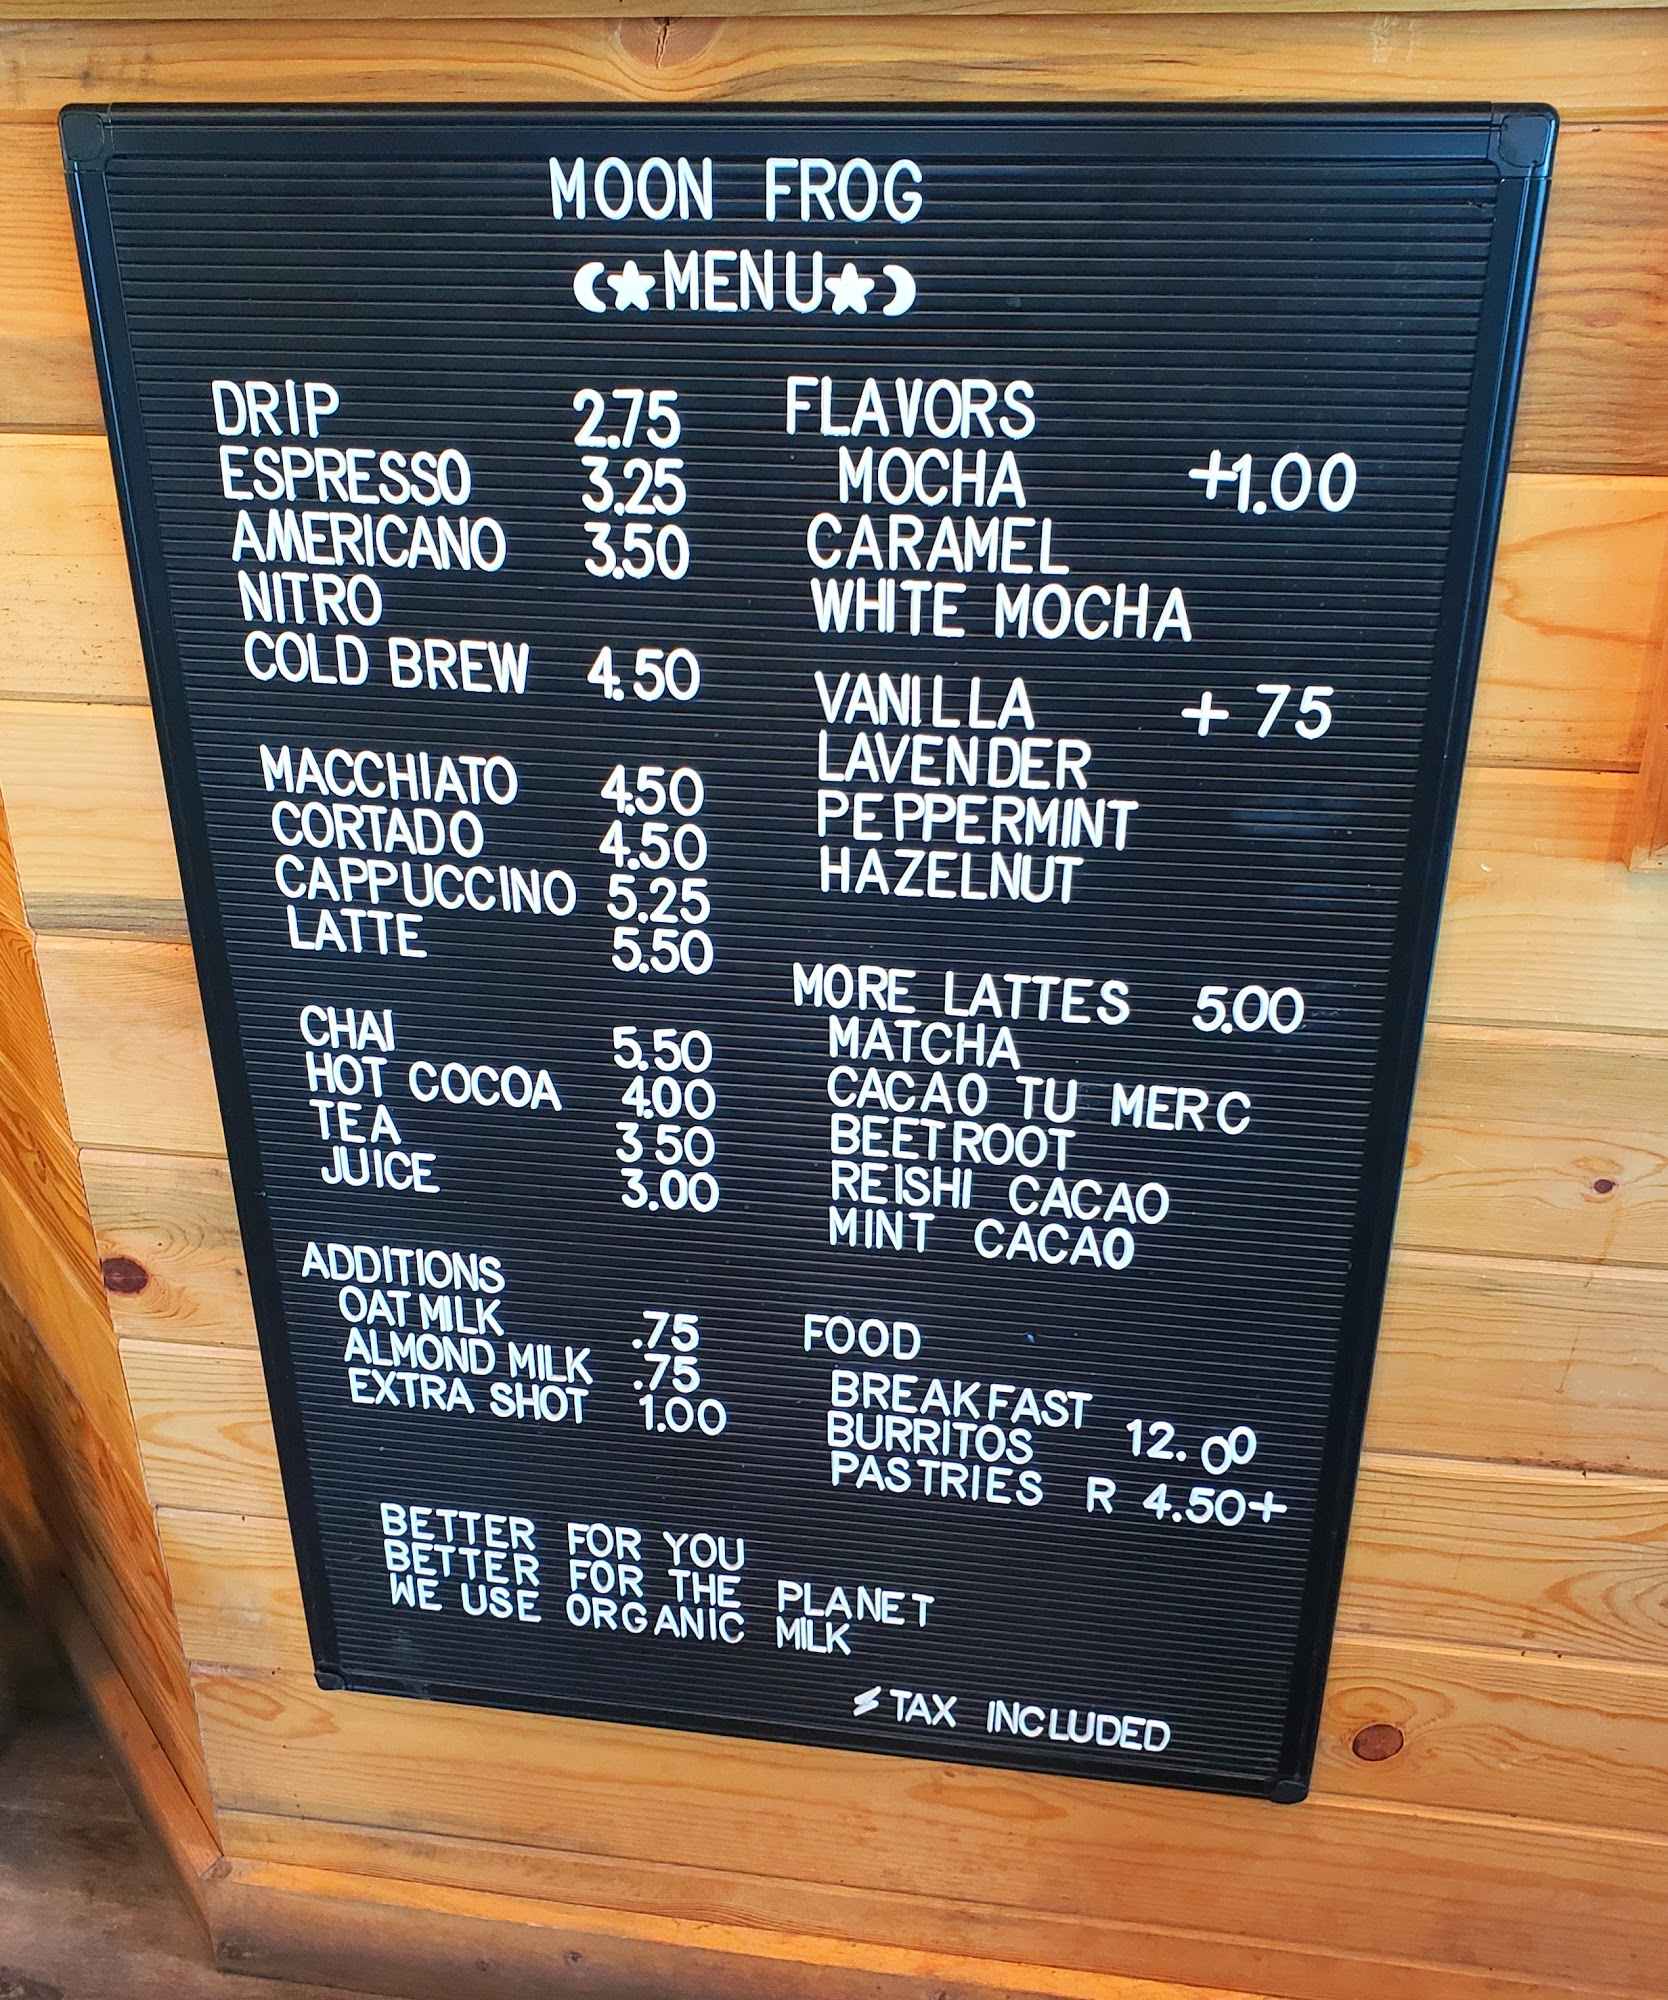 MOON FROG
MENU
DRIP 2.75
ESPRESSO 3.25
AMERICANO 3.50
NITRO
COLD BREW 4.50
MACCHIATO 4.50
CORTADO 4.50
CAPPUCCINO 5.25
LATTE 5.50
CHAI 5.50
HOT COCOA 4.00
TEA 3.50
JUICE 3.00
ADDITIONS
OAT MILK .75
ALMOND MILK .75
EXTRA SHOT 1.00
FLAVORS
MOCHA +1.00
CARAMEL
WHITE MOCHA
VANILLA + 75
LAVENDER
PEPPERMINT
HAZELNUT
MORE LATTES 5.00
MATCHA
CACAO TU MERC
BEETROOT
REISHI CACAO
MINT CACAO
FOOD
BREAKFAST
BURRITOS 12.00
PASTRIES R 4.50+
BETTER FOR YOU
BETTER FOR THE PLANET
WE USE ORGANIC MILK
TAX INCLUDED